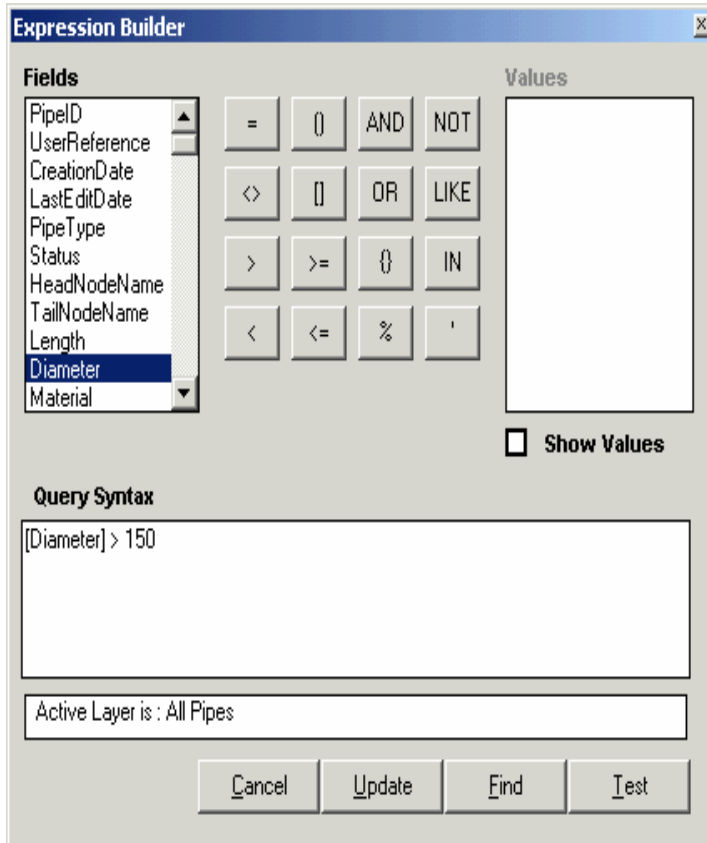 Expression Builder
Fields
Values
PipeID
UserReference
CreationDate
LastEditDate
PipeType
Status
HeadNodeName
TailNodeName
Length
Diameter
Material
= () AND NOT
<> [] OR LIKE
> >= {} IN
< <= % '
Show Values
Query Syntax
[Diameter] > 150
Active Layer is : All Pipes
Cancel Update Find Test